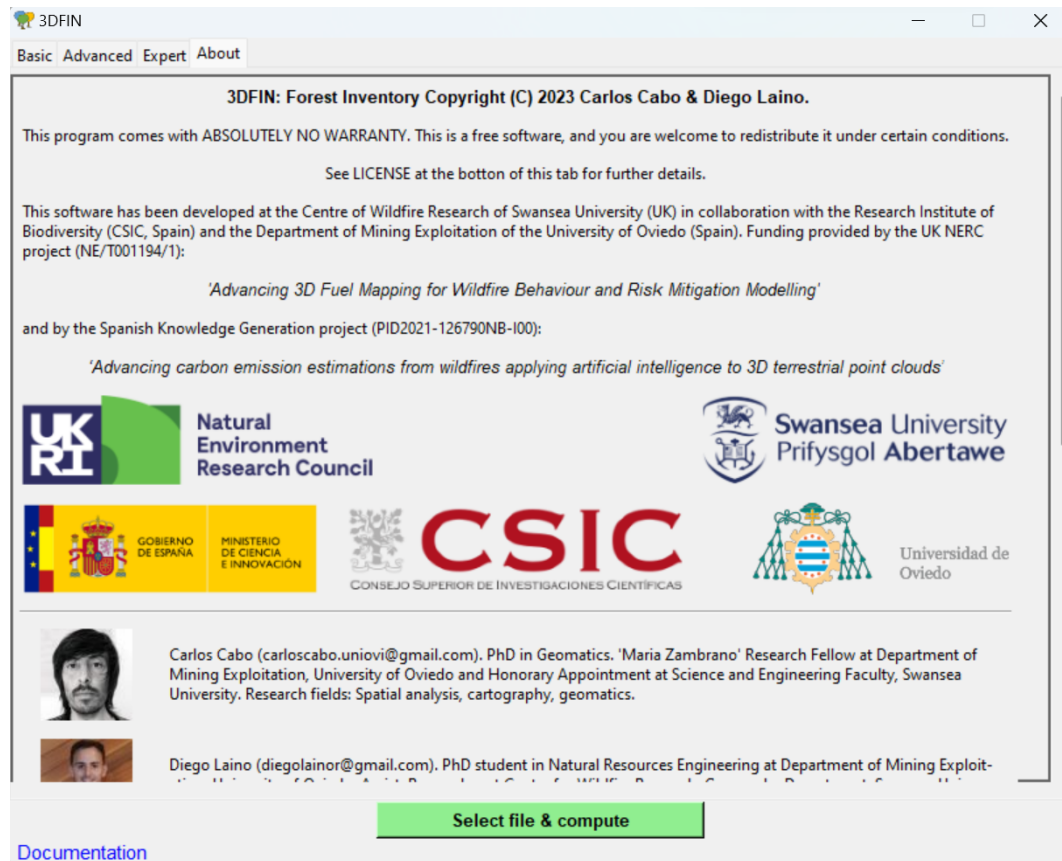 3DFIN
Basic Advanced Expert About
3DFIN: Forest Inventory Copyright (C) 2023 Carlos Cabo & Diego Laino.
This program comes with ABSOLUTELY NO WARRANTY. This is a free software, and you are welcome to redistribute it under certain conditions.
See LICENSE at the botton of this tab for further details.
This software has been developed at the Centre of Wildfire Research of Swansea University (UK) in collaboration with the Research Institute of
Biodiversity (CSIC, Spain) and the Department of Mining Exploitation of the University of Oviedo (Spain). Funding provided by the UK NERC
project (NE/T001194/1):
'Advancing 3D Fuel Mapping for Wildfire Behaviour and Risk Mitigation Modelling'
and by the Spanish Knowledge Generation project (PID2021-126790NB-I00):
‘Advancing carbon emission estimations from wildfires applying artificial intelligence to 3D terrestrial point clouds’
UK
RI
Natural
Environment
Research Council
Swansea University
Prifysgol Abertawe
GOBIERNO
DE ESPAÑA
MINISTERIO
DE CIENCIA
E INNOVACIÓN
CSIC
CONSEJO SUPERIOR DE INVESTIGACIONES CIENTÍFICAS
Universidad de
Oviedo
Carlos Cabo (carloscabo.uniovi@gmail.com). PhD in Geomatics. 'Maria Zambrano' Research Fellow at Department of
Mining Exploitation, University of Oviedo and Honorary Appointment at Science and Engineering Faculty, Swansea
University. Research fields: Spatial analysis, cartography, geomatics.
Diego Laino (diegolainor@gmail.com). PhD student in Natural Resources Engineering at Department of Mining Exploit-
Select file & compute
Documentation